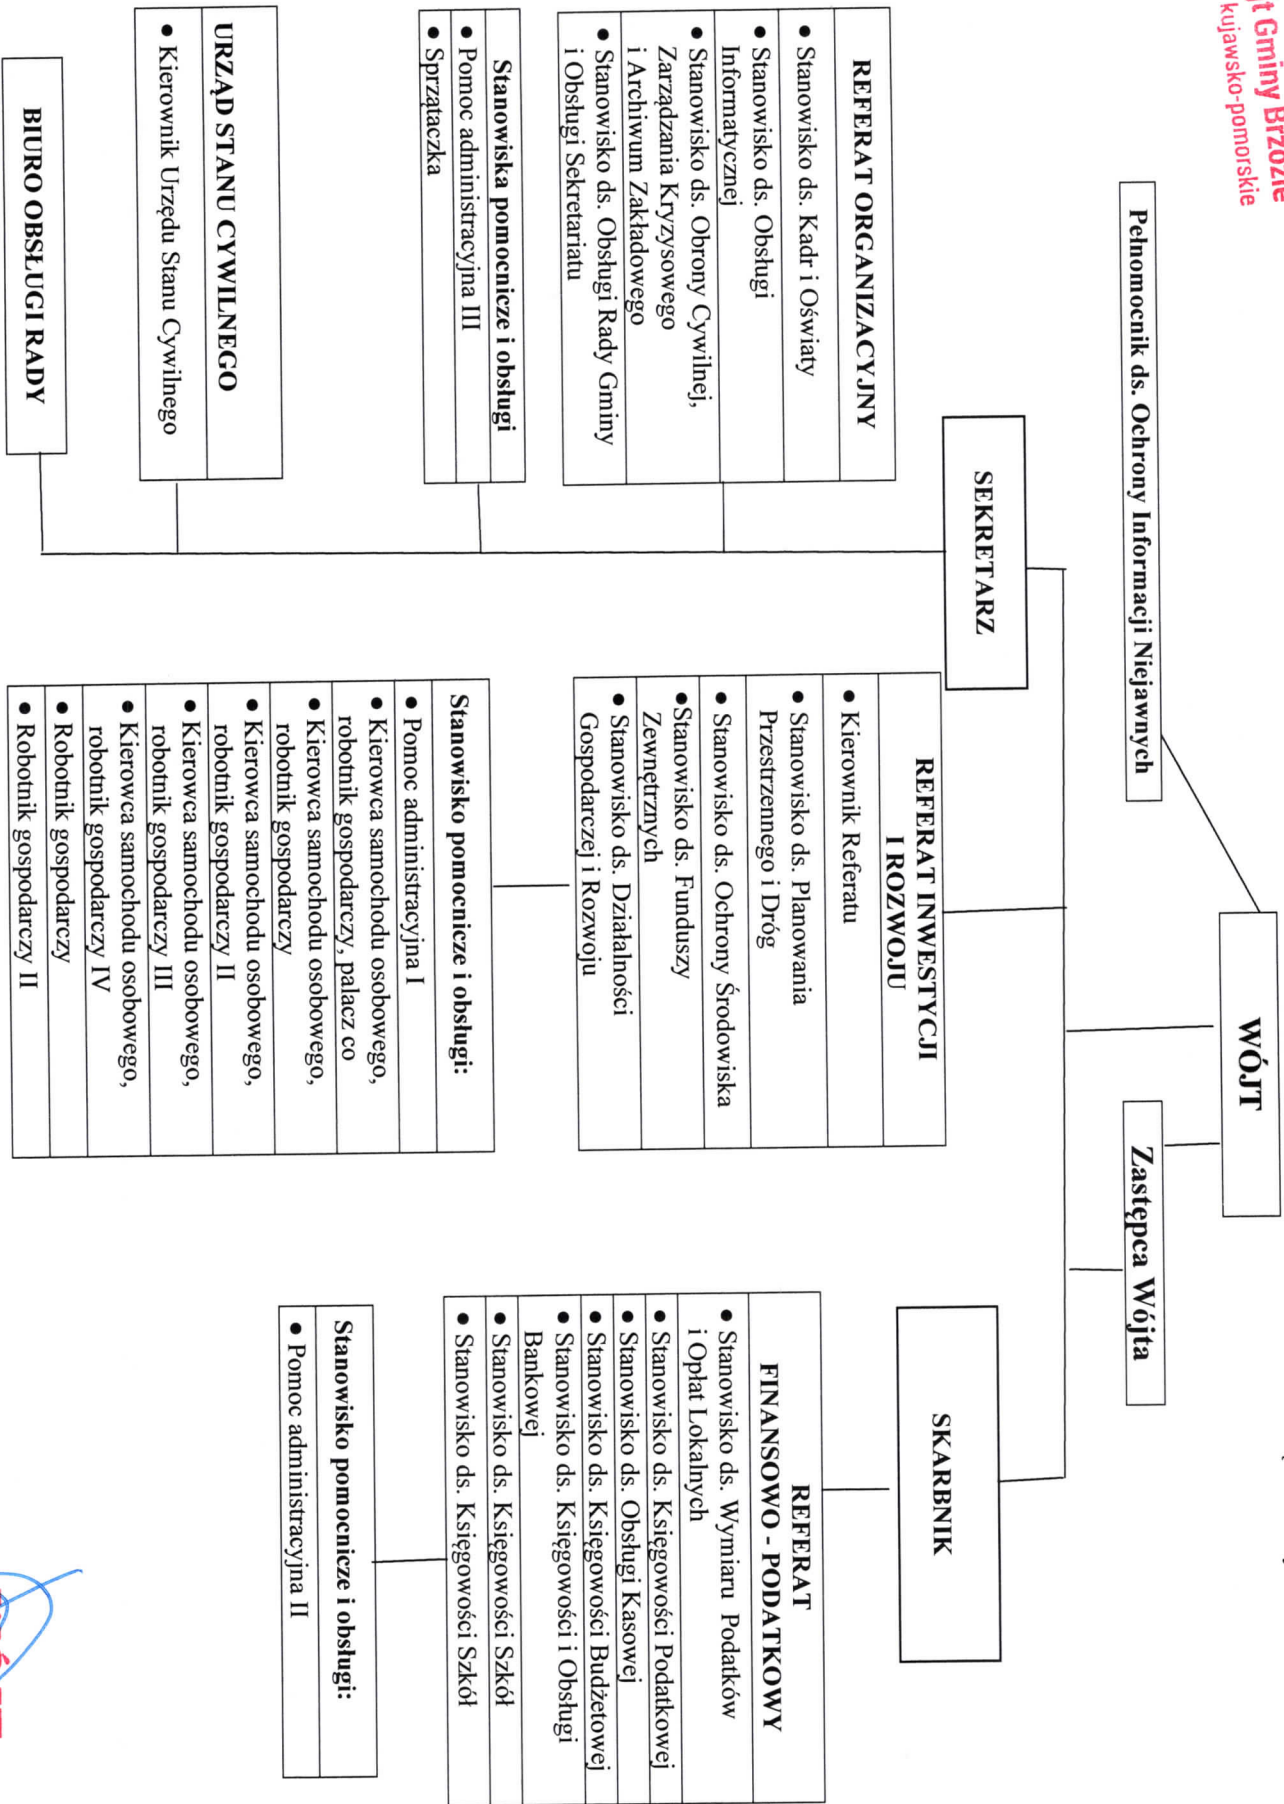 t Gminy Brzozie
kujawsko-pomorskie
WÓJT
Pełnomocnik ds. Ochrony Informacji Niejawnych
Zastępca Wójta
SEKRETARZ
SKARBNIK
REFERAT ORGANIZACYJNY
● Stanowisko ds. Kadr i Oświaty
● Stanowisko ds. Obsługi
Informatycznej
● Stanowisko ds. Obrony Cywilnej,
Zarządzania Kryzysowego
i Archiwum Zakładowego
● Stanowisko ds. Obsługi Rady Gminy
i Obsługi Sekretariatu
Stanowiska pomocnicze i obsługi
● Pomoc administracyjna III
● Sprzątaczka
URZĄD STANU CYWILNEGO
● Kierownik Urzędu Stanu Cywilnego
BIURO OBSŁUGI RADY
REFERAT INWESTYCJI
I ROZWOJU
● Kierownik Referatu
● Stanowisko ds. Planowania
Przestrzennego i Dróg
● Stanowisko ds. Ochrony Środowiska
●Stanowisko ds. Funduszy
Zewnętrznych
● Stanowisko ds. Działalności
Gospodarczej i Rozwoju
Stanowisko pomocnicze i obsługi:
● Pomoc administracyjna I
● Kierowca samochodu osobowego,
robotnik gospodarczy, palacz co
● Kierowca samochodu osobowego,
robotnik gospodarczy
● Kierowca samochodu osobowego,
robotnik gospodarczy II
● Kierowca samochodu osobowego,
robotnik gospodarczy III
● Kierowca samochodu osobowego,
robotnik gospodarczy IV
● Robotnik gospodarczy
● Robotnik gospodarczy II
REFERAT
FINANSOWO - PODATKOWY
● Stanowisko ds. Wymiaru Podatków
i Opłat Lokalnych
● Stanowisko ds. Księgowości Podatkowej
● Stanowisko ds. Obsługi Kasowej
● Stanowisko ds. Księgowości Budżetowej
● Stanowisko ds. Księgowości i Obsługi
Bankowej
● Stanowisko ds. Księgowości Szkół
● Stanowisko ds. Księgowości Szkół
Stanowisko pomocnicze i obsługi:
● Pomoc administracyjna II